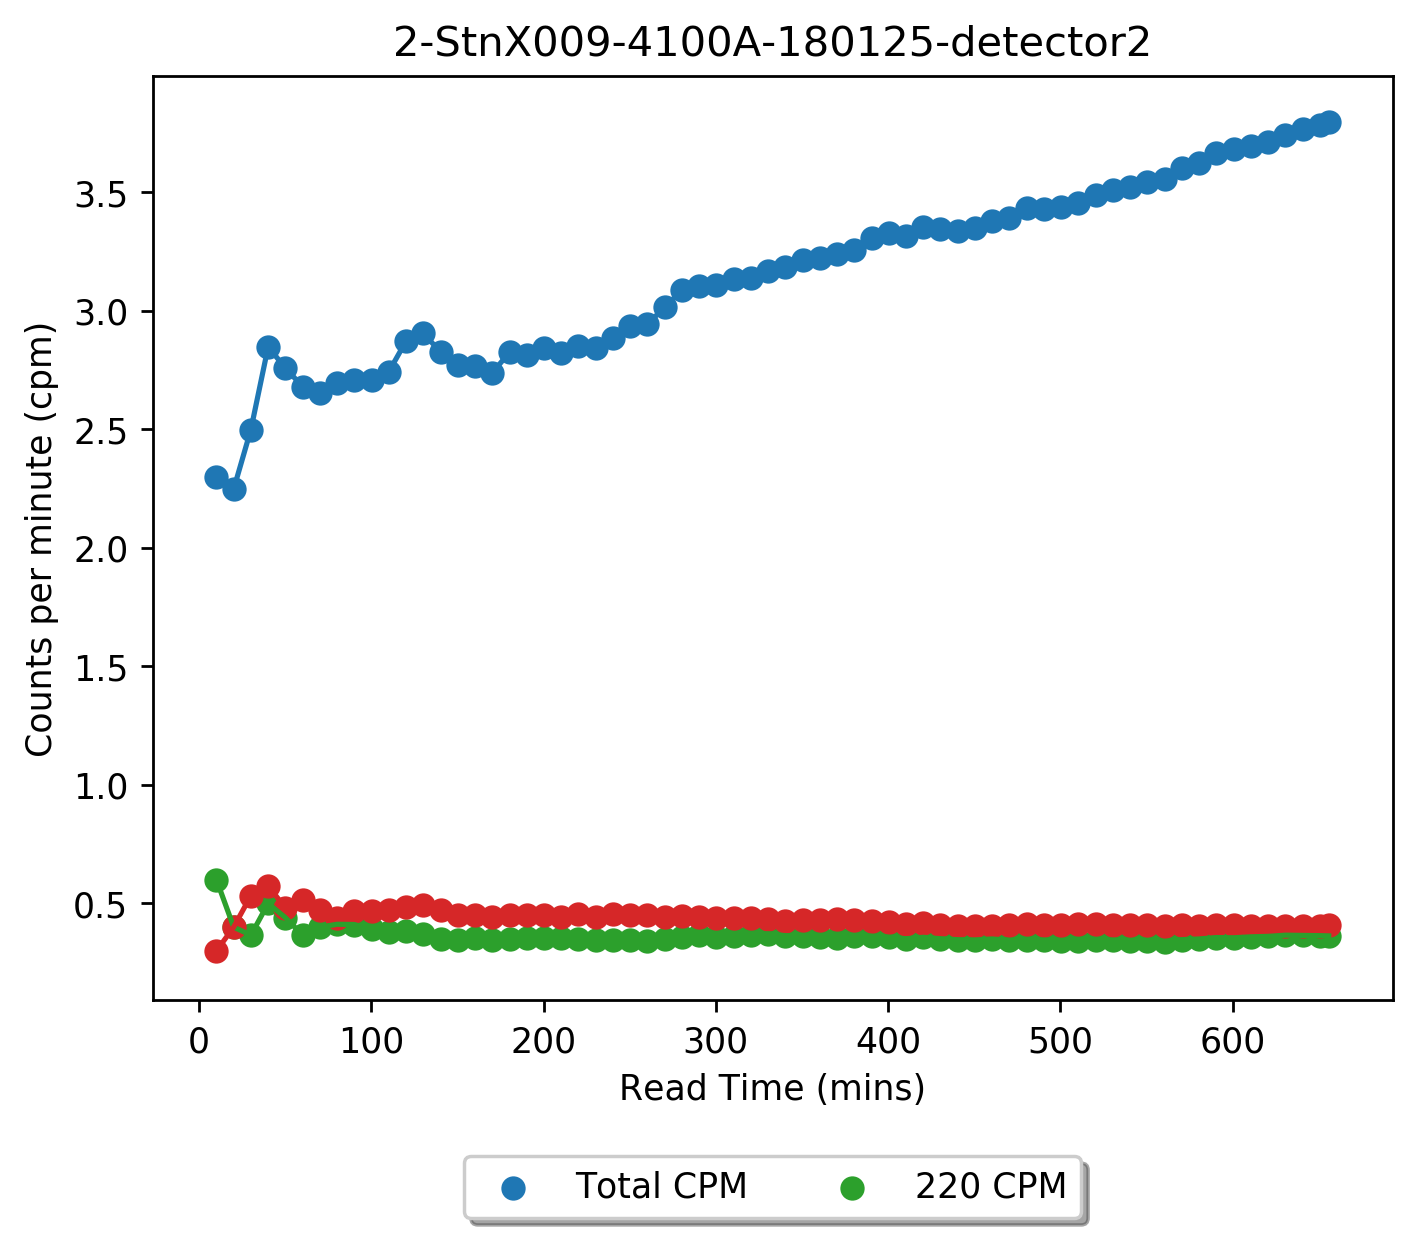 2-StnX009-4100A-180125-detector2
Counts per minute (cpm)
3.5
3.0
2.5
2.0
1.5
1.0
0.5
0 100 200 300 400 500 600
Read Time (mins)
Total CPM 220 CPM